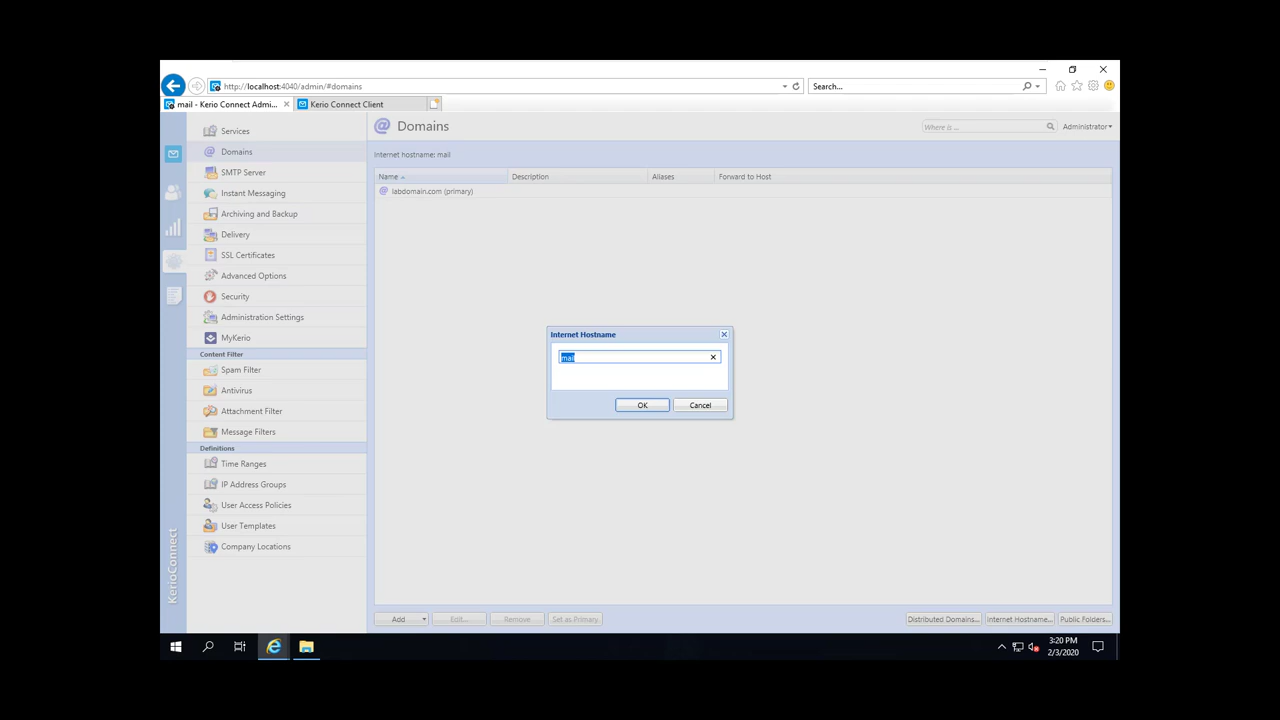 http://localhost:4040/admin/#domains
Search...
mail - Kerio Connect Admi...
Kerio Connect Client
Services
Domains
SMTP Server
Instant Messaging
Archiving and Backup
Delivery
SSL Certificates
Advanced Options
Security
Administration Settings
MyKerio
Content Filter
Spam Filter
Antivirus
Attachment Filter
Message Filters
Definitions
Time Ranges
IP Address Groups
User Access Policies
User Templates
Company Locations
KerioConnect
Domains
Where is ...
Administrator
Internet hostname: mail
Name
Description
Aliases
Forward to Host
labdomain.com (primary)
Internet Hostname
mail
OK
Cancel
Add
Edit...
Remove
Set as Primary
Distributed Domains...
Internet Hostname...
Public Folders...
3:20 PM
2/3/2020